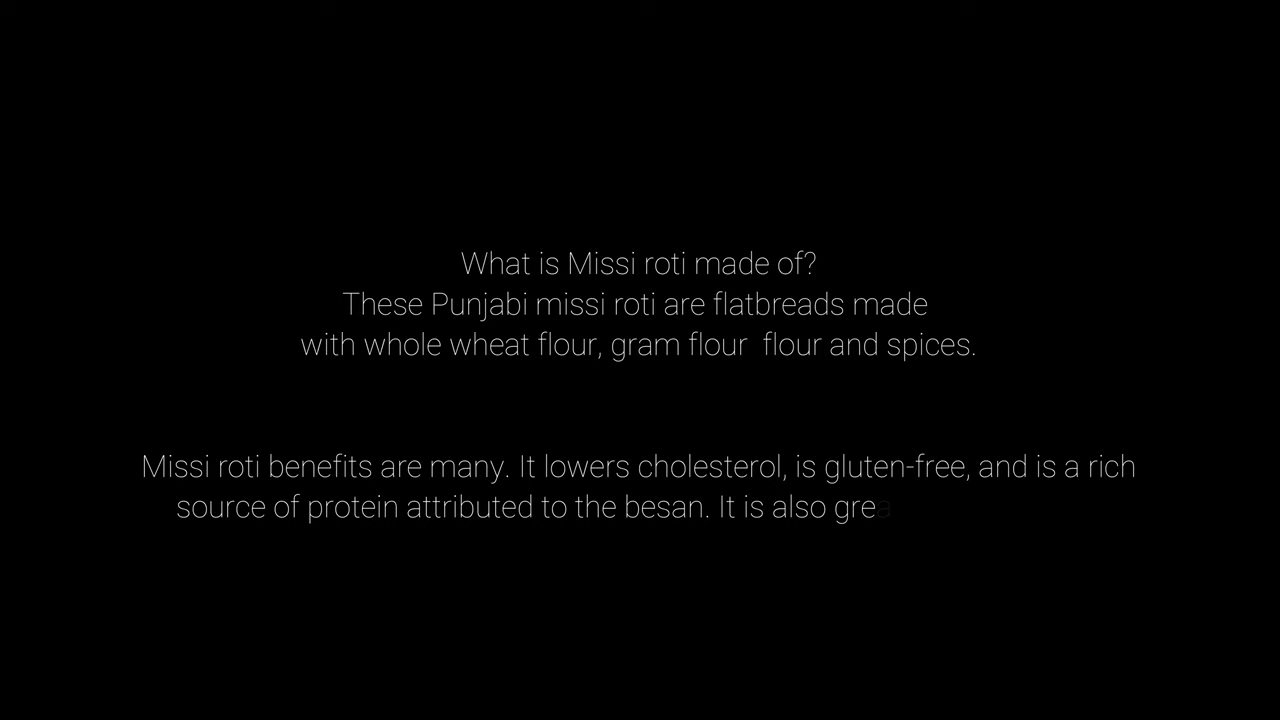 What is Missi roti made of?
These Punjabi missi roti are flatbreads made
with whole wheat flour, gram flour  flour and spices.
Missi roti benefits are many. It lowers cholesterol, is gluten-free, and is a rich
source of protein attributed to the besan. It is also grea